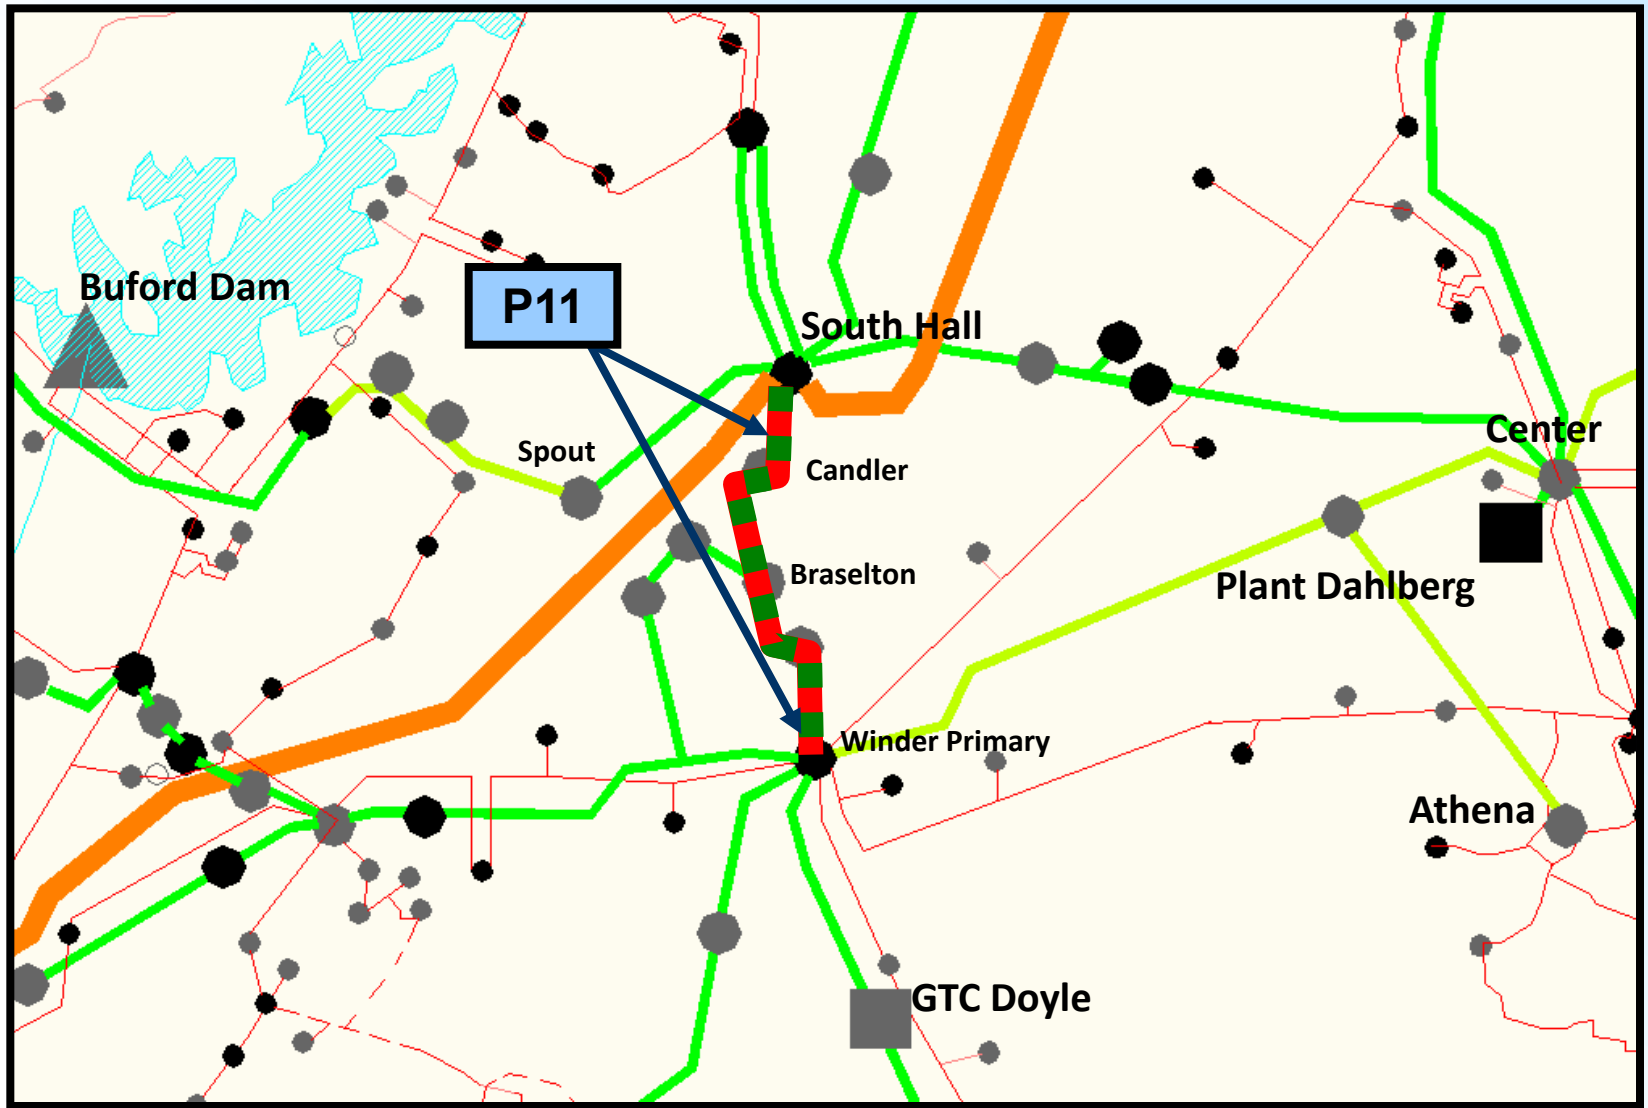 Buford Dam
P11
South Hall
Spout
Candler
Center
Braselton
Plant Dahlberg
Winder Primary
Athena
GTC Doyle